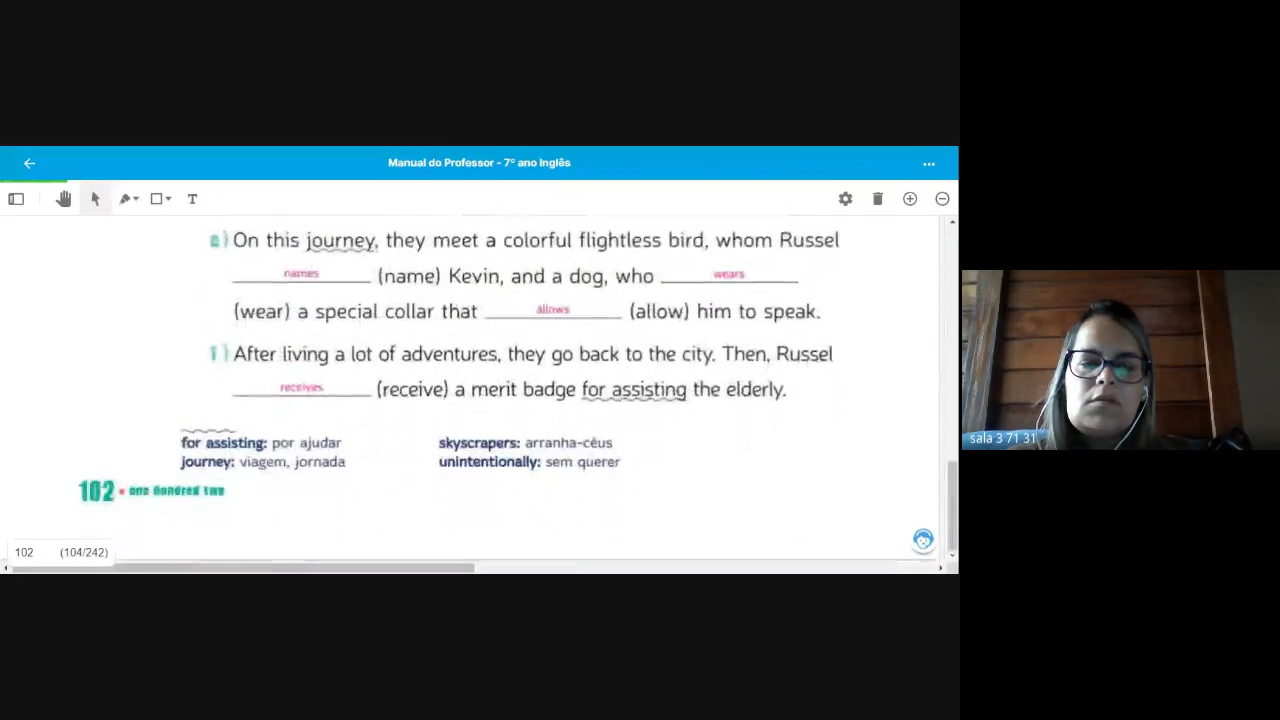 Manual do Professor - 7º ano Inglês
T
e) On this journey, they meet a colorful flightless bird, whom Russel
names (name) Kevin, and a dog, who wears
(wear) a special collar that allows (allow) him to speak.
f) After living a lot of adventures, they go back to the city. Then, Russel
receives (receive) a merit badge for assisting the elderly.
for assisting: por ajudar
journey: viagem, jornada
skyscrapers: arranha-céus
unintentionally: sem querer
102 • one hundred two
102 (104/242)
sala 3 71 31